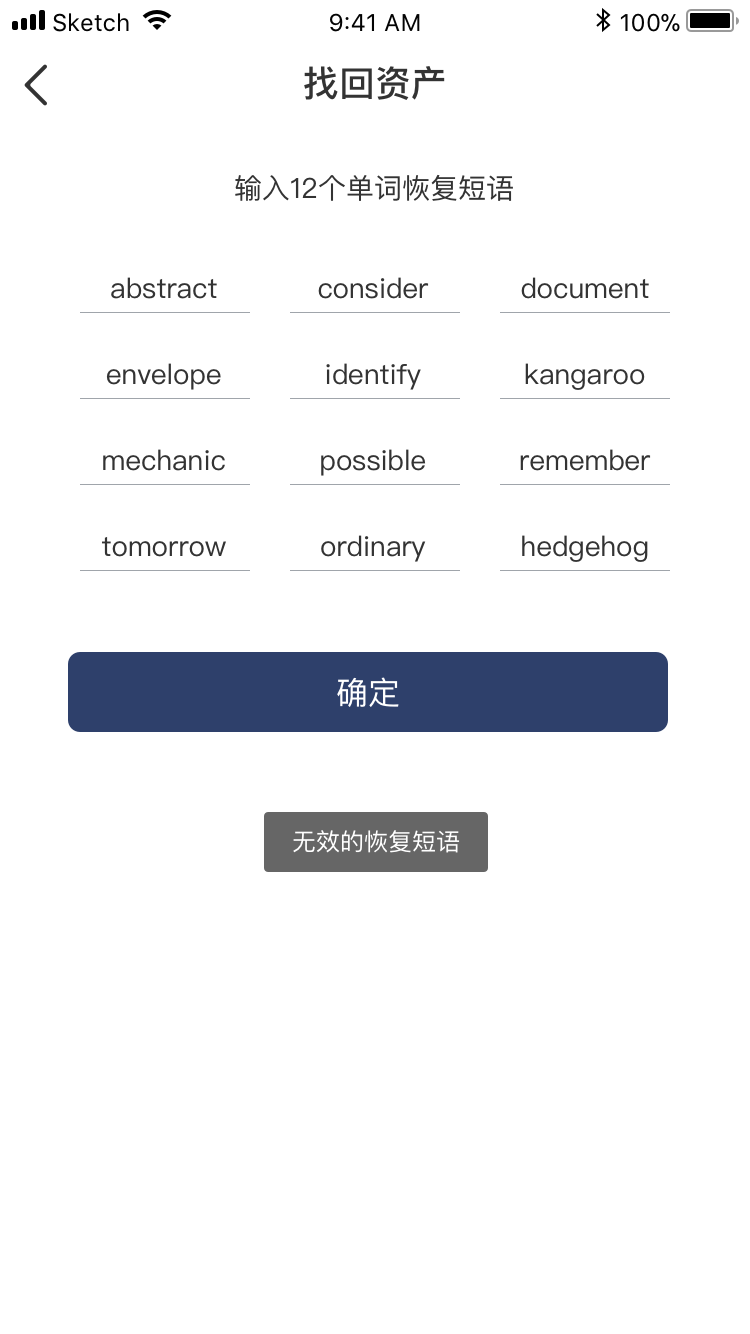 Sketch 9:41 AM 100%
找回资产
输入12个单词恢复短语
abstract consider document
envelope identify kangaroo
mechanic possible remember
tomorrow ordinary hedgehog
确定
无效的恢复短语